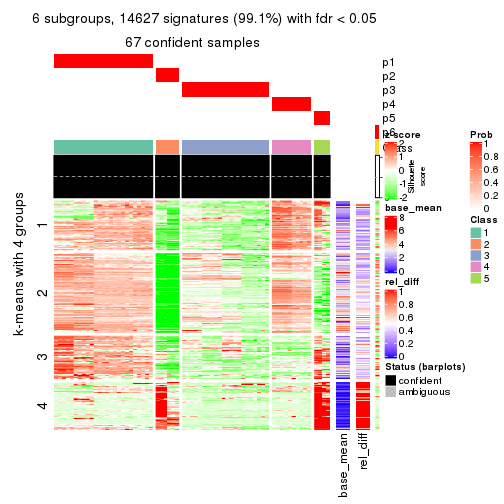 6 subgroups, 14627 signatures (99.1%) with fdr < 0.05
67 confident samples
p1
p2
p3
p4
p5
p6
Class
z-score
2
1
0
-1
-2
Silhouette
score
Prob
1
0.8
0.6
0.4
0.2
0
base_mean
8
6
4
2
0
Class
1
2
3
4
5
rel_diff
1
0.8
0.6
0.4
0.2
0
Status (barplots)
confident
ambiguous
k-means with 4 groups
1
2
3
4
base_mean
rel_diff